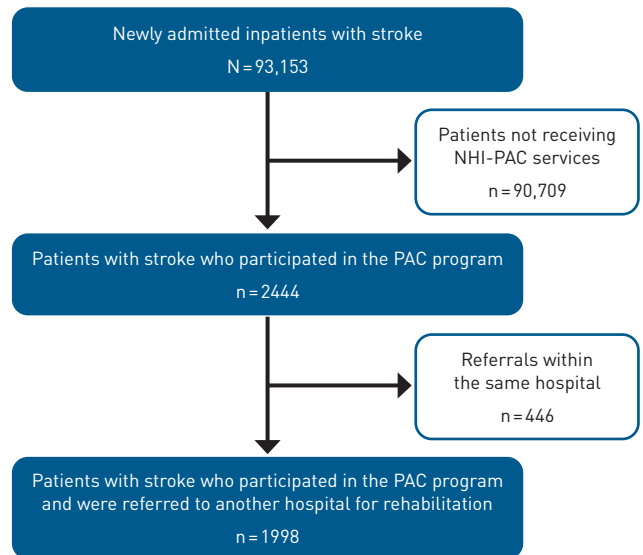 Newly admitted inpatients with stroke
N = 93,153
Patients not receiving
NHI-PAC services
n = 90,709
Patients with stroke who participated in the PAC program
n = 2444
Referrals within
the same hospital
n = 446
Patients with stroke who participated in the PAC program
and were referred to another hospital for rehabilitation
n = 1998